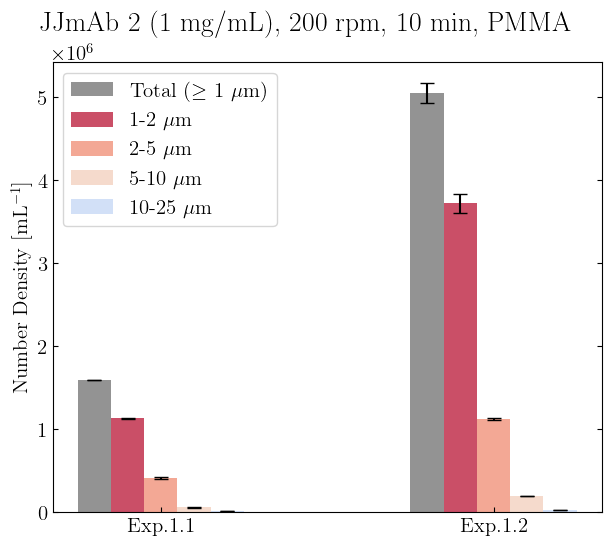 JJmAb 2 (1 mg/mL), 200 rpm, 10 min, PMMA
×10⁶
Total (≥ 1 μm)
1-2 μm
2-5 μm
5-10 μm
10-25 μm
Number Density [mL⁻¹]
5
4
3
2
1
0
Exp.1.1 Exp.1.2